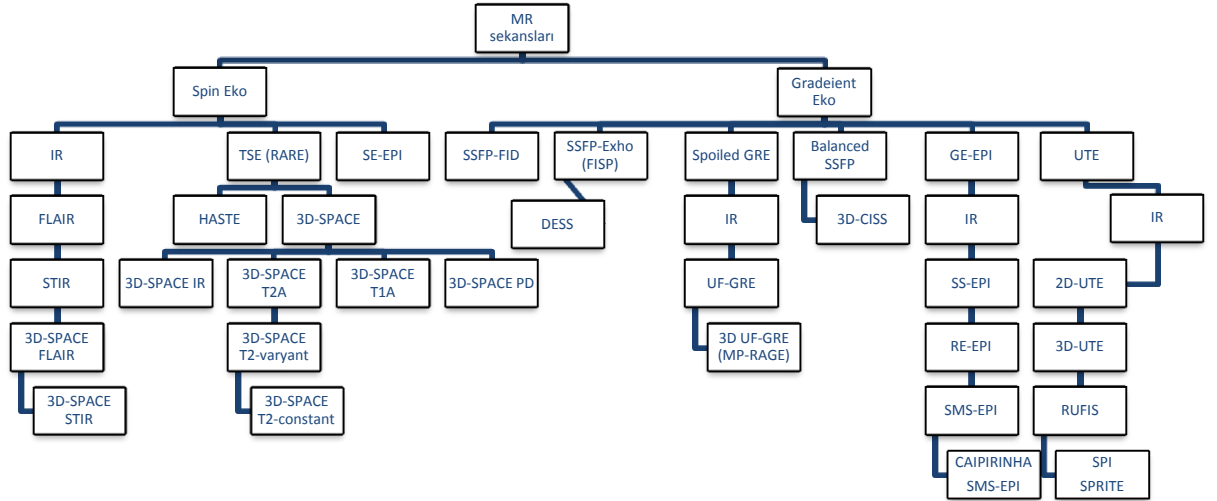 MR
sekansları
Spin Eko
Gradeient
Eko
IR
TSE (RARE)
SE-EPI
SSFP-FID
SSFP-Exho
(FISP)
Spoiled GRE
Balanced
SSFP
GE-EPI
UTE
FLAIR
HASTE
3D-SPACE
DESS
IR
3D-CISS
IR
IR
STIR
3D-SPACE IR
3D-SPACE
T2A
3D-SPACE
T1A
3D-SPACE PD
UF-GRE
SS-EPI
2D-UTE
3D-SPACE
FLAIR
3D-SPACE
T2-varyant
3D UF-GRE
(MP-RAGE)
RE-EPI
3D-UTE
3D-SPACE
STIR
3D-SPACE
T2-constant
SMS-EPI
RUFIS
CAIPIRINHA
SMS-EPI
SPI
SPRITE